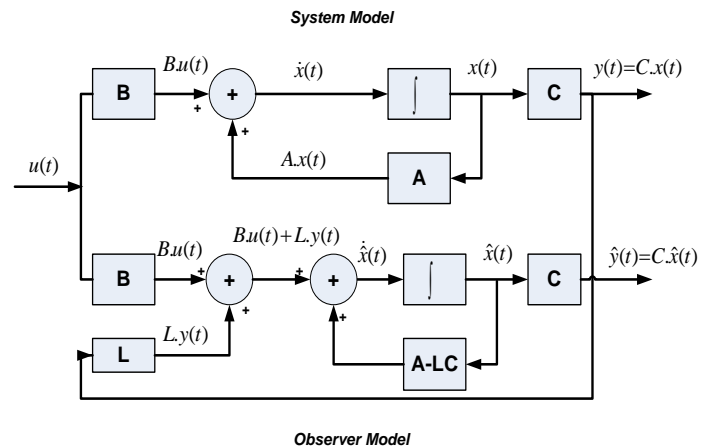 System Model
B.u(t)
ẋ(t)
x(t)
y(t)=C.x(t)
B
+
∫
C
+
+
A.x(t)
A
u(t)
B.u(t)
B.u(t)+L.y(t)
x̂̇(t)
x̂(t)
ŷ(t)=C.x̂(t)
B
+
+
+
+
∫
C
+
+
L.y(t)
L
A-LC
Observer Model